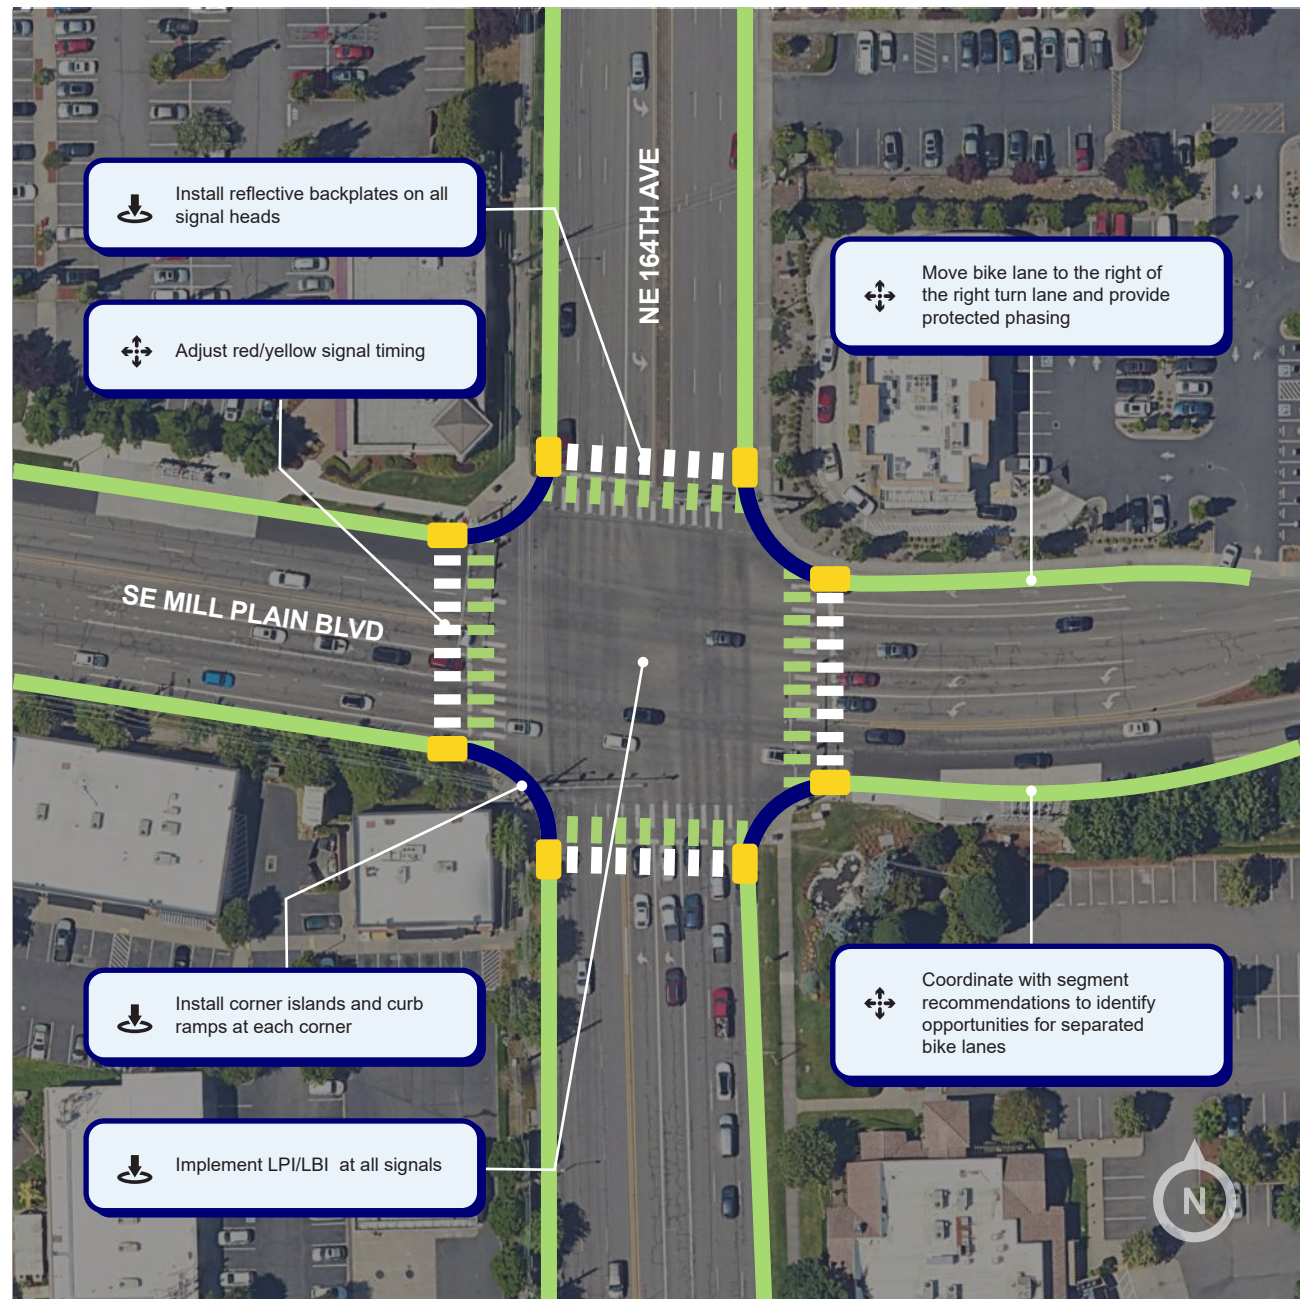 Install reflective backplates on all
signal heads
NE 164TH AVE
Move bike lane to the right of
the right turn lane and provide
protected phasing
Adjust red/yellow signal timing
SE MILL PLAIN BLVD
Install corner islands and curb
ramps at each corner
Coordinate with segment
recommendations to identify
opportunities for separated
bike lanes
Implement LPI/LBI  at all signals
N